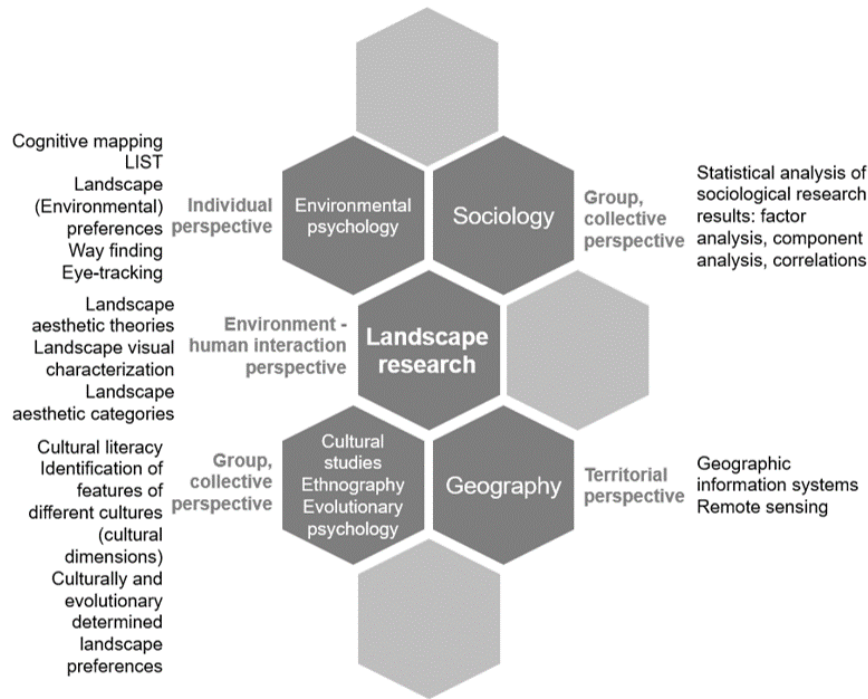 Cognitive mapping
LIST
Landscape
(Environmental)
preferences
Way finding
Eye-tracking
Individual
perspective
Environmental
psychology
Sociology
Group,
collective
perspective
Statistical analysis of
sociological research
results: factor
analysis, component
analysis, correlations
Landscape
aesthetic theories
Landscape visual
characterization
Landscape
aesthetic categories
Environment -
human interaction
perspective
Landscape
research
Cultural literacy
Identification of
features of
different cultures
(cultural
dimensions)
Culturally and
evolutionary
determined
landscape
preferences
Group,
collective
perspective
Cultural
studies
Ethnography
Evolutionary
psychology
Geography
Territorial
perspective
Geographic
information systems
Remote sensing